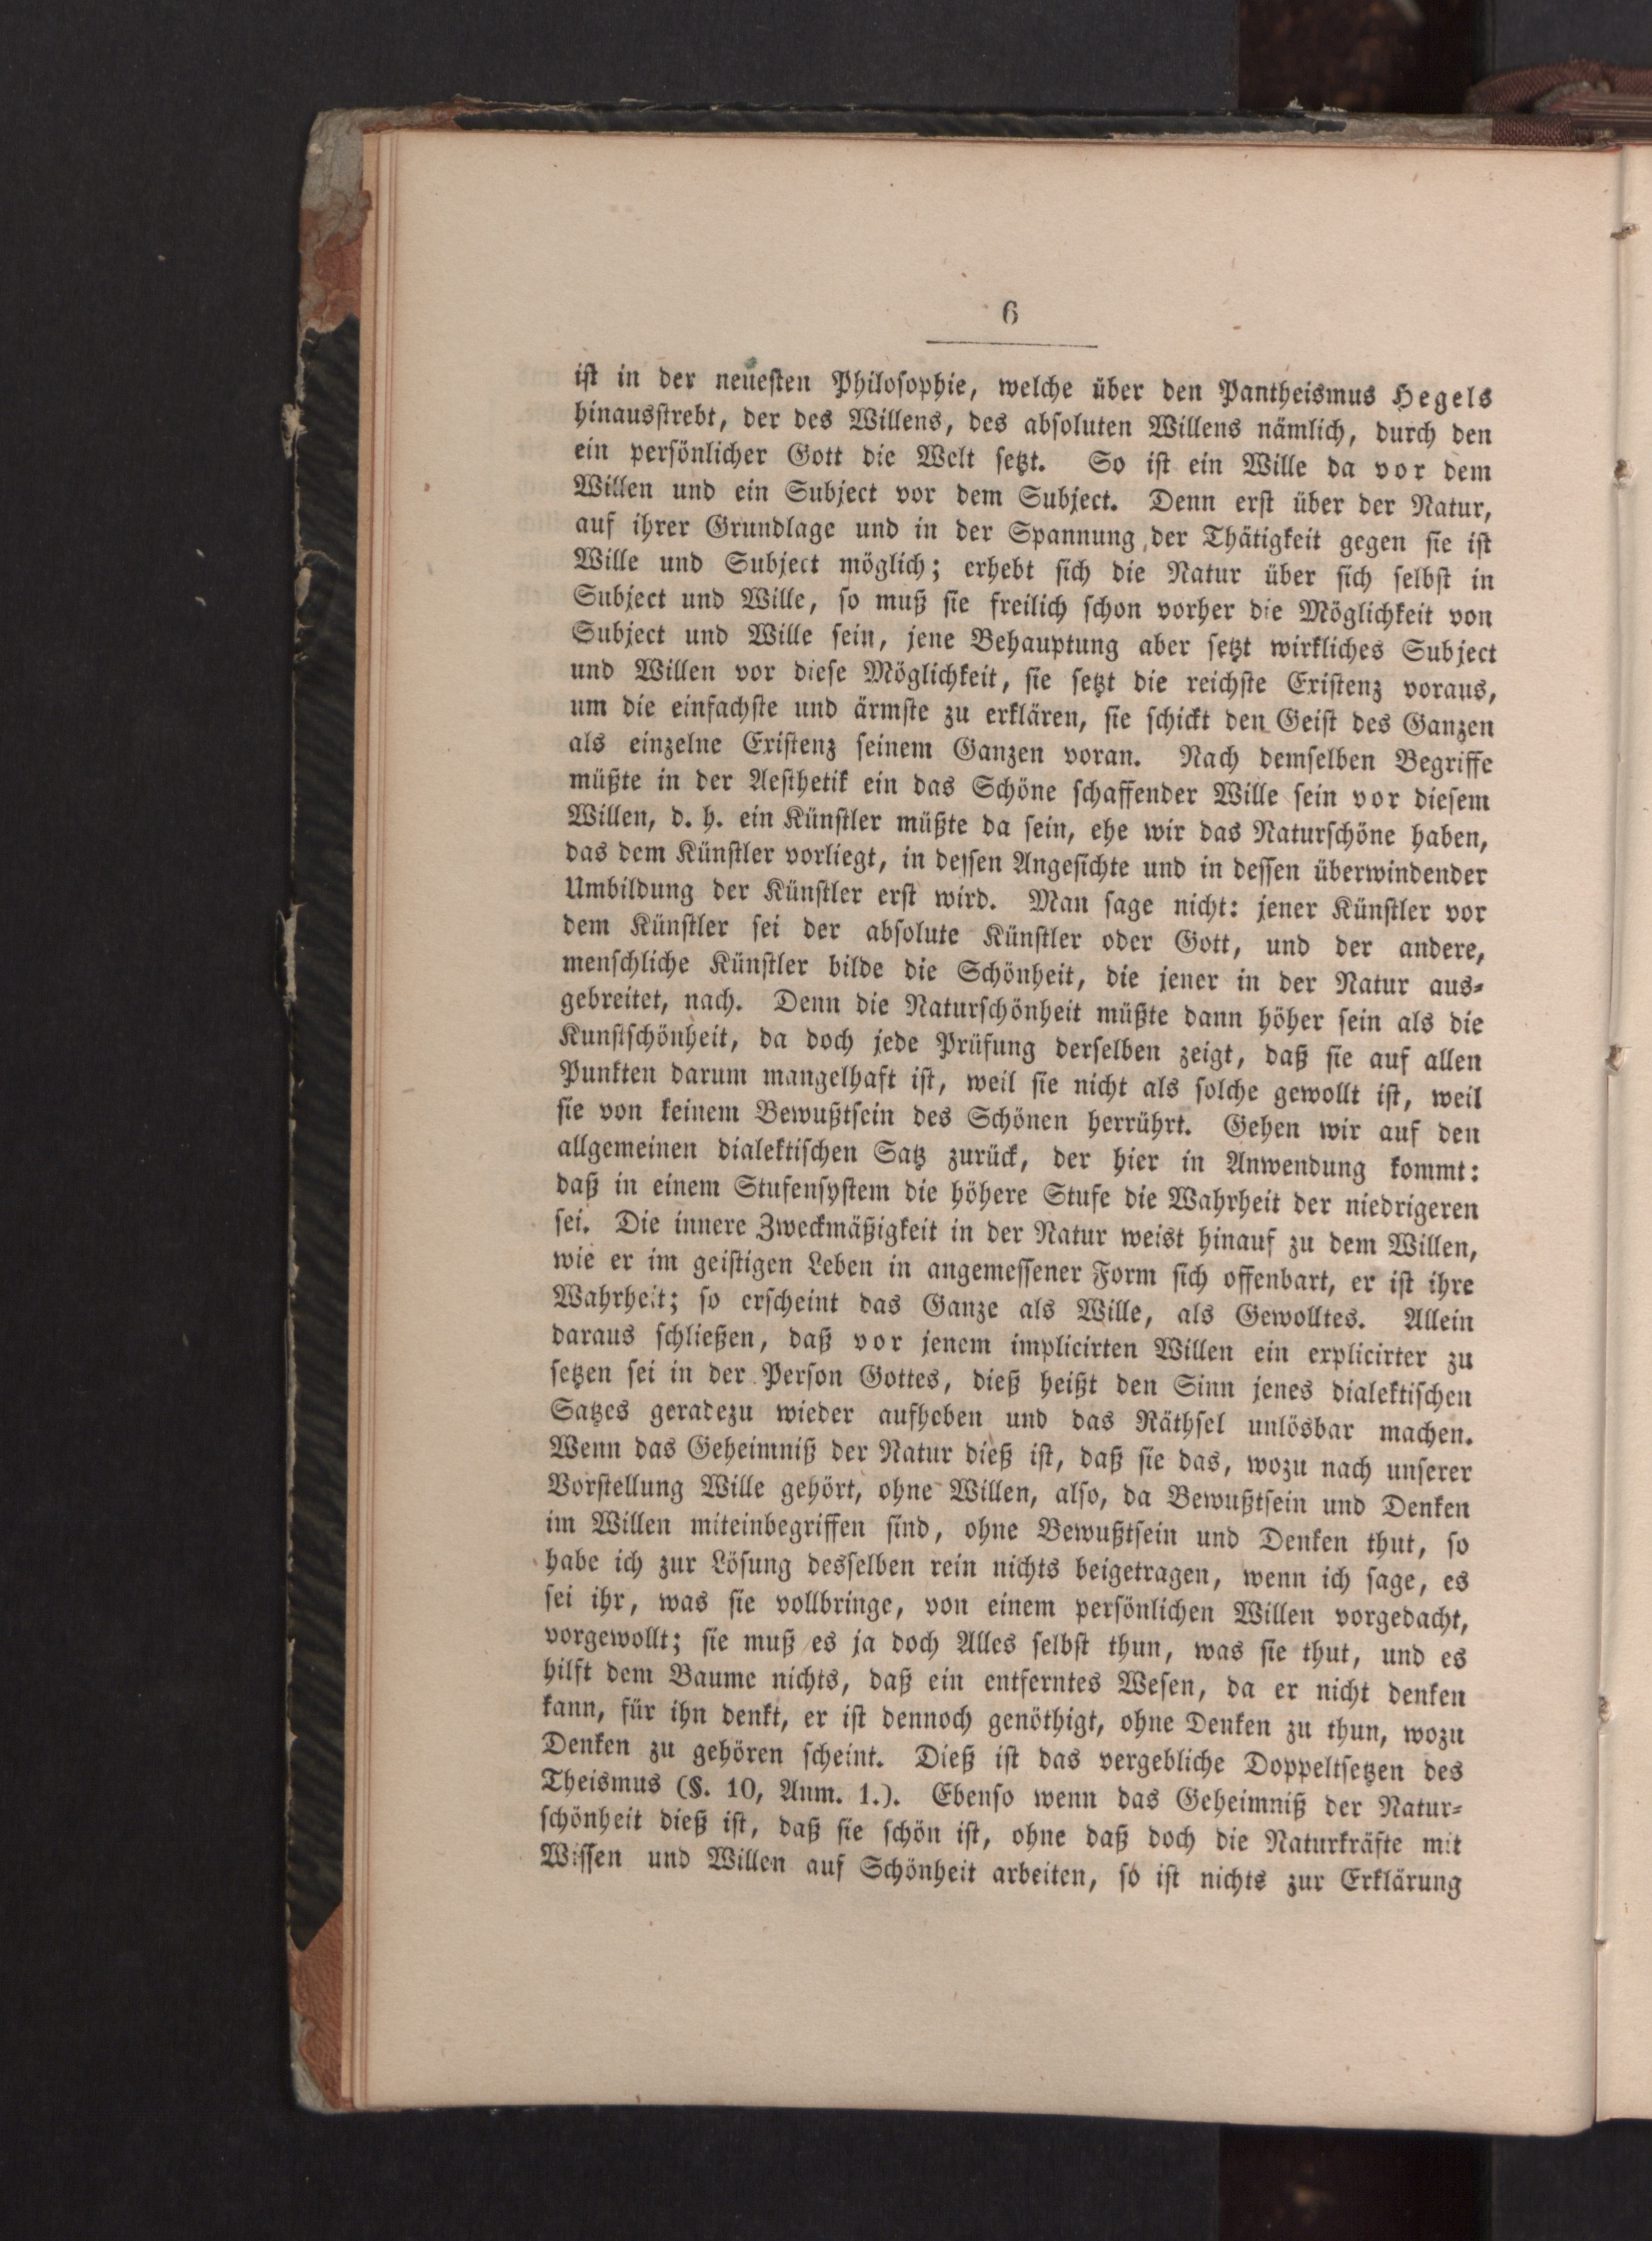 6
ist in der neuesten Philosophie, welche über den Pantheismus Hegels
hinausstrebt, der des Willens, des absoluten Willens nämlich, durch den
ein persönlicher Gott die Welt setzt. So ist ein Wille da vor dem
Willen und ein Subject vor dem Subject. Denn erst über der Natur,
auf ihrer Grundlage und in der Spannung der Thätigkeit gegen sie ist
Wille und Subject möglich; erhebt sich die Natur über sich selbst in
Subject und Wille, so muß sie freilich schon vorher die Möglichkeit von
Subject und Wille sein, jene Behauptung aber setzt wirkliches Subject
und Willen vor diese Möglichkeit, sie setzt die reichste Existenz voraus,
um die einfachste und ärmste zu erklären, sie schickt den Geist des Ganzen
als einzelne Existenz seinem Ganzen voran. Nach demselben Begriffe
müßte in der Aesthetik ein das Schöne schaffender Wille sein vor diesem
Willen, d. h. ein Künstler müßte da sein, ehe wir das Naturschöne haben,
das dem Künstler vorliegt, in dessen Angesichte und in dessen überwindender
Umbildung der Künstler erst wird. Man sage nicht: jener Künstler vor
dem Künstler sei der absolute Künstler oder Gott, und der andere,
menschliche Künstler bilde die Schönheit, die jener in der Natur aus-
gebreitet, nach. Denn die Naturschönheit müßte dann höher sein als die
Kunstschönheit, da doch jede Prüfung derselben zeigt, daß sie auf allen
Punkten darum mangelhaft ist, weil sie nicht als solche gewollt ist, weil
sie von keinem Bewußtsein des Schönen herrührt. Gehen wir auf den
allgemeinen dialektischen Satz zurück, der hier in Anwendung kommt:
daß in einem Stufensystem die höhere Stufe die Wahrheit der niedrigeren
sei. Die innere Zweckmäßigkeit in der Natur weist hinauf zu dem Willen,
wie er im geistigen Leben in angemessener Form sich offenbart, er ist ihre
Wahrheit; so erscheint das Ganze als Wille, als Gewolltes. Allein
daraus schließen, daß vor jenem implicirten Willen ein explicirter zu
setzen sei in der Person Gottes, dieß heißt den Sinn jenes dialektischen
Satzes geradezu wieder aufheben und das Räthsel unlösbar machen.
Wenn das Geheimniß der Natur dieß ist, daß sie das, wozu nach unserer
Vorstellung Wille gehört, ohne Willen, also, da Bewußtsein und Denken
im Willen miteinbegriffen sind, ohne Bewußtsein und Denken thut, so
habe ich zur Lösung desselben rein nichts beigetragen, wenn ich sage, es
sei ihr, was sie vollbringe, von einem persönlichen Willen vorgedacht,
vorgewollt; sie muß es ja doch Alles selbst thun, was sie thut, und es
hilft dem Baume nichts, daß ein entferntes Wesen, da er nicht denken
kann, für ihn denkt, er ist dennoch genöthigt, ohne Denken zu thun, wozu
Denken zu gehören scheint. Dieß ist das vergebliche Doppeltsetzen des
Theismus (§. 10, Anm. 1.). Ebenso wenn das Geheimniß der Natur-
schönheit dieß ist, daß sie schön ist, ohne daß doch die Naturkräfte mit
Wissen und Willen auf Schönheit arbeiten, so ist nichts zur Erklärung